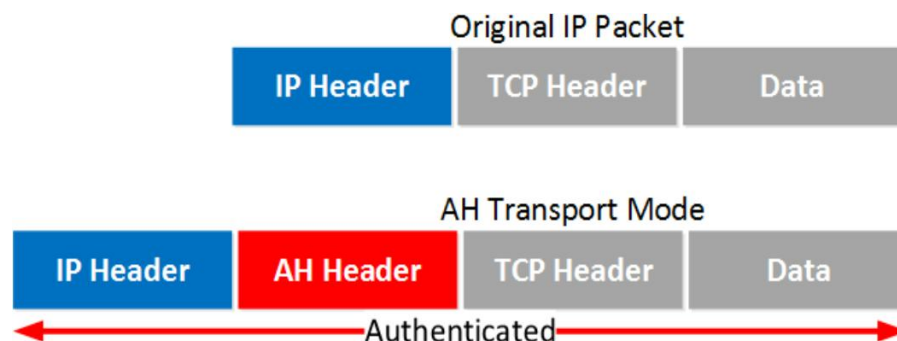 Original IP Packet
IP Header TCP Header Data
AH Transport Mode
IP Header AH Header TCP Header Data
Authenticated